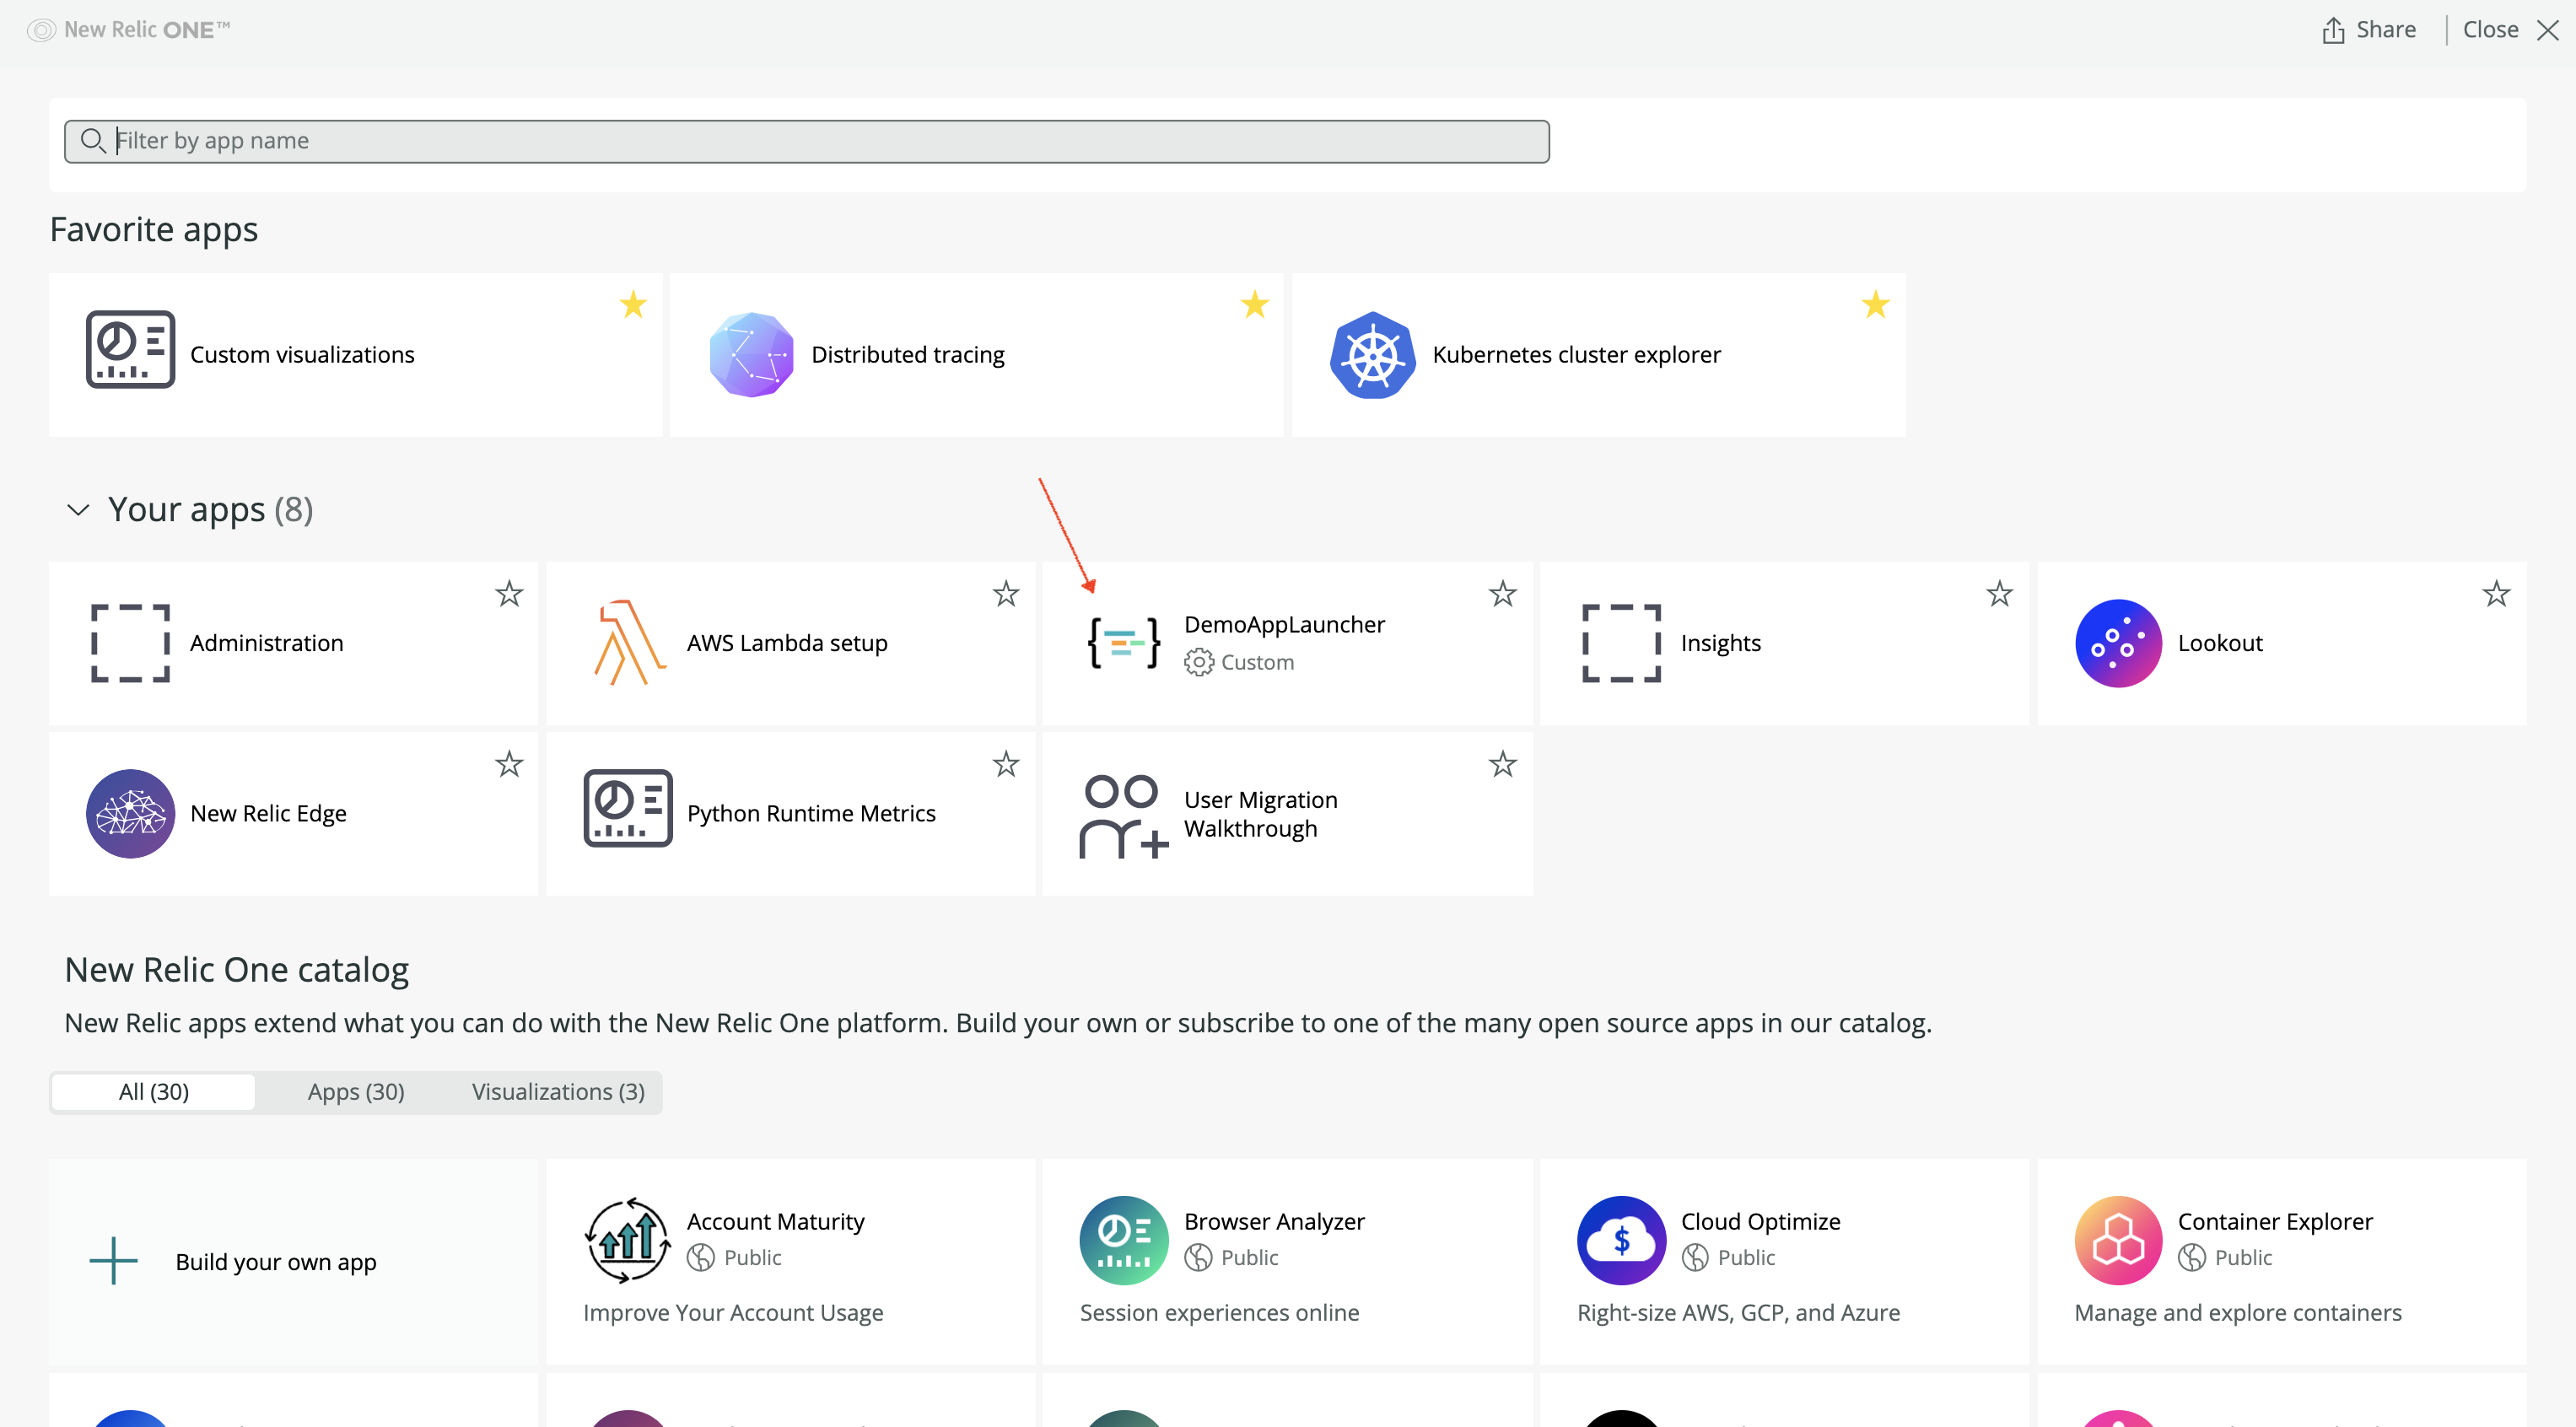 New Relic ONE™
Share | Close
Filter by app name
Favorite apps
Custom visualizations
Distributed tracing
Kubernetes cluster explorer
Your apps (8)
Administration
AWS Lambda setup
DemoAppLauncher
Custom
Insights
Lookout
New Relic Edge
Python Runtime Metrics
User Migration
Walkthrough
New Relic One catalog
New Relic apps extend what you can do with the New Relic One platform. Build your own or subscribe to one of the many open source apps in our catalog.
All (30)
Apps (30)
Visualizations (3)
Build your own app
Account Maturity
Public
Improve Your Account Usage
Browser Analyzer
Public
Session experiences online
Cloud Optimize
Public
$
Right-size AWS, GCP, and Azure
Container Explorer
Public
Manage and explore containers